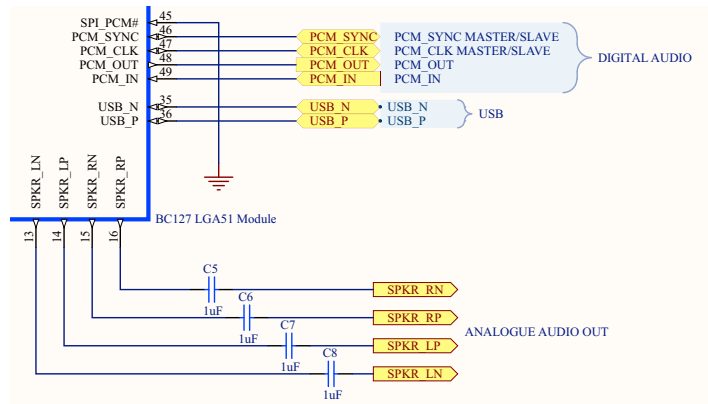 SPI_PCM# 45
PCM_SYNC 46 PCM_SYNC PCM_SYNC MASTER/SLAVE
PCM_CLK 47 PCM_CLK PCM_CLK MASTER/SLAVE
PCM_OUT 48 PCM_OUT PCM_OUT
DIGITAL AUDIO
PCM_IN 49 PCM_IN PCM_IN
USB_N 35 USB_N USB_N
USB
USB_P 36 USB_P USB_P
SPKR_LN
SPKR_LP
SPKR_RN
SPKR_RP
BC127 LGA51 Module
13
14
15
16
C5
1uF
SPKR_RN
C6
1uF
SPKR_RP
ANALOGUE AUDIO OUT
C7
1uF
SPKR_LP
C8
1uF
SPKR_LN